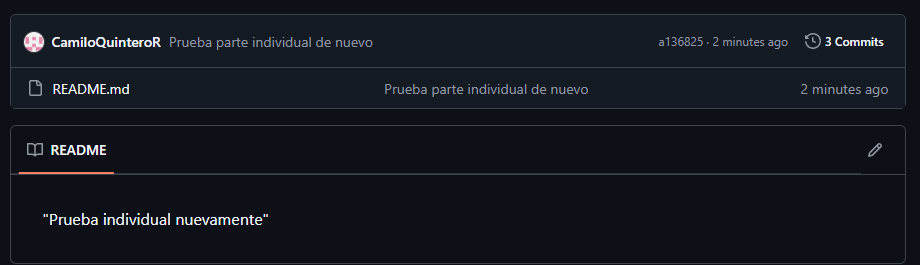 CamiloQuinteroR Prueba parte individual de nuevo a136825 · 2 minutes ago 3 Commits
README.md Prueba parte individual de nuevo 2 minutes ago
README
"Prueba individual nuevamente"